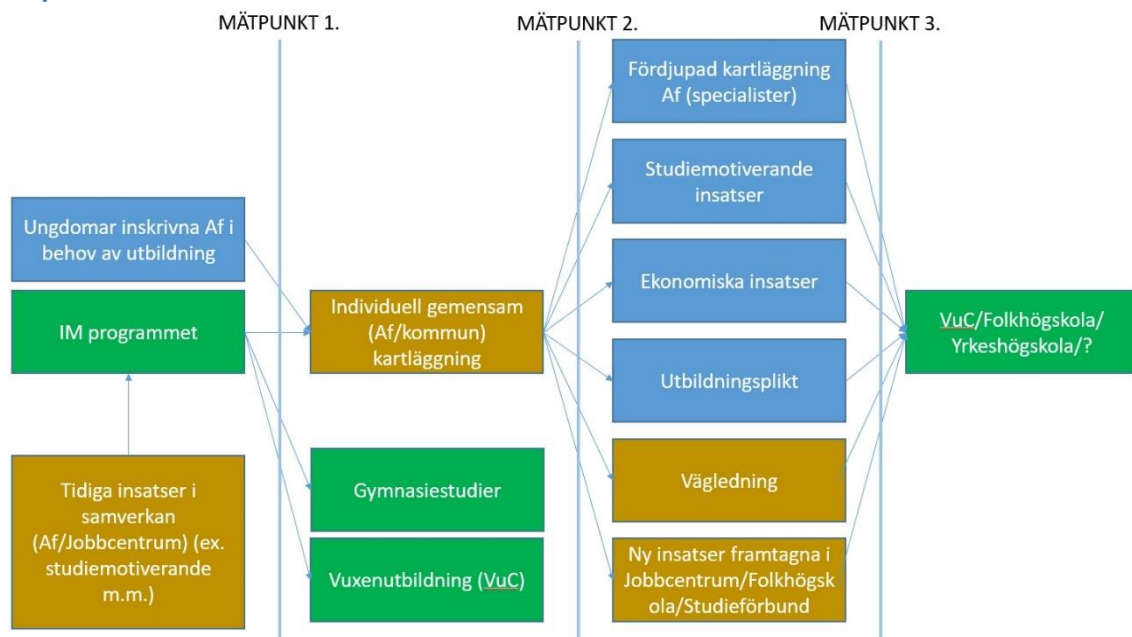 MÄTPUNKT 1.
MÄTPUNKT 2.
MÄTPUNKT 3.
Ungdomar inskrivna Af i
behov av utbildning
IM programmet
Tidiga insatser i
samverkan
(Af/Jobbcentrum) (ex.
studiemotiverande
m.m.)
Individuell gemensam
(Af/kommun)
kartläggning
Gymnasiestudier
Vuxenutbildning (VuC)
Fördjupad kartläggning
Af (specialister)
Studiemotiverande
insatser
Ekonomiska insatser
Utbildningsplikt
Vägledning
Ny insatser framtagna i
Jobbcentrum/Folkhögsk
ola/Studieförbund
VuC/Folkhögskola/
Yrkeshögskola/?